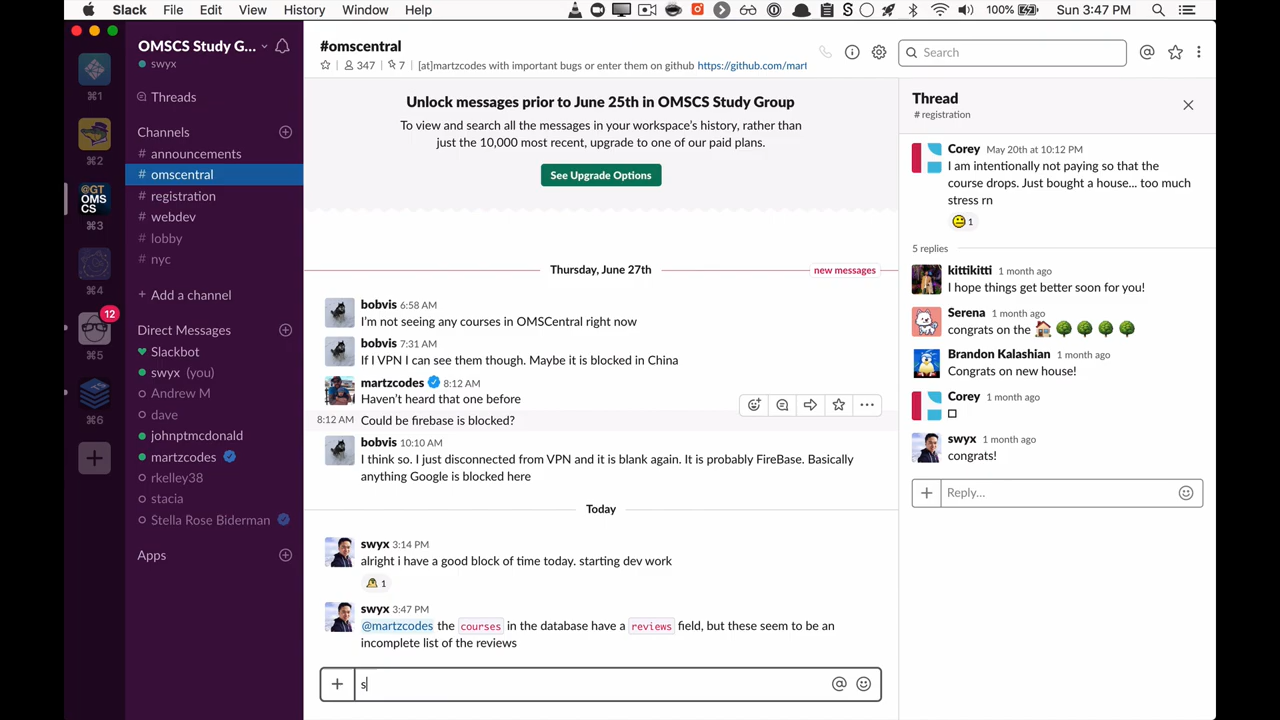 Slack File Edit View History Window Help
100% Sun 3:47 PM
⌘1
⌘2
@GT OMS CS
⌘3
⌘4
12
⌘5
⌘6
OMSCS Study G...
swyx
Threads
Channels
# announcements
# omscentral
# registration
# webdev
# lobby
# nyc
+ Add a channel
Direct Messages
Slackbot
swyx (you)
Andrew M
dave
johnptmcdonald
martzcodes
rkelley38
stacia
Stella Rose Biderman
Apps
#omscentral
347 7 [at]martzcodes with important bugs or enter them on github https://github.com/mart
Search
Unlock messages prior to June 25th in OMSCS Study Group
To view and search all the messages in your workspace's history, rather than
just the 10,000 most recent, upgrade to one of our paid plans.
See Upgrade Options
Thursday, June 27th
new messages
bobvis 6:58 AM
I'm not seeing any courses in OMSCentral right now
bobvis 7:31 AM
If I VPN I can see them though. Maybe it is blocked in China
martzcodes 8:12 AM
Haven't heard that one before
8:12 AM Could be firebase is blocked?
bobvis 10:10 AM
I think so. I just disconnected from VPN and it is blank again. It is probably FireBase. Basically
anything Google is blocked here
Today
swyx 3:14 PM
alright i have a good block of time today. starting dev work
1
swyx 3:47 PM
@martzcodes the courses in the database have a reviews field, but these seem to be an
incomplete list of the reviews
s
Thread
# registration
Corey May 20th at 10:12 PM
I am intentionally not paying so that the
course drops. Just bought a house... too much
stress rn
1
5 replies
kittikitti 1 month ago
I hope things get better soon for you!
Serena 1 month ago
congrats on the
Brandon Kalashian 1 month ago
Congrats on new house!
Corey 1 month ago
swyx 1 month ago
congrats!
Reply...